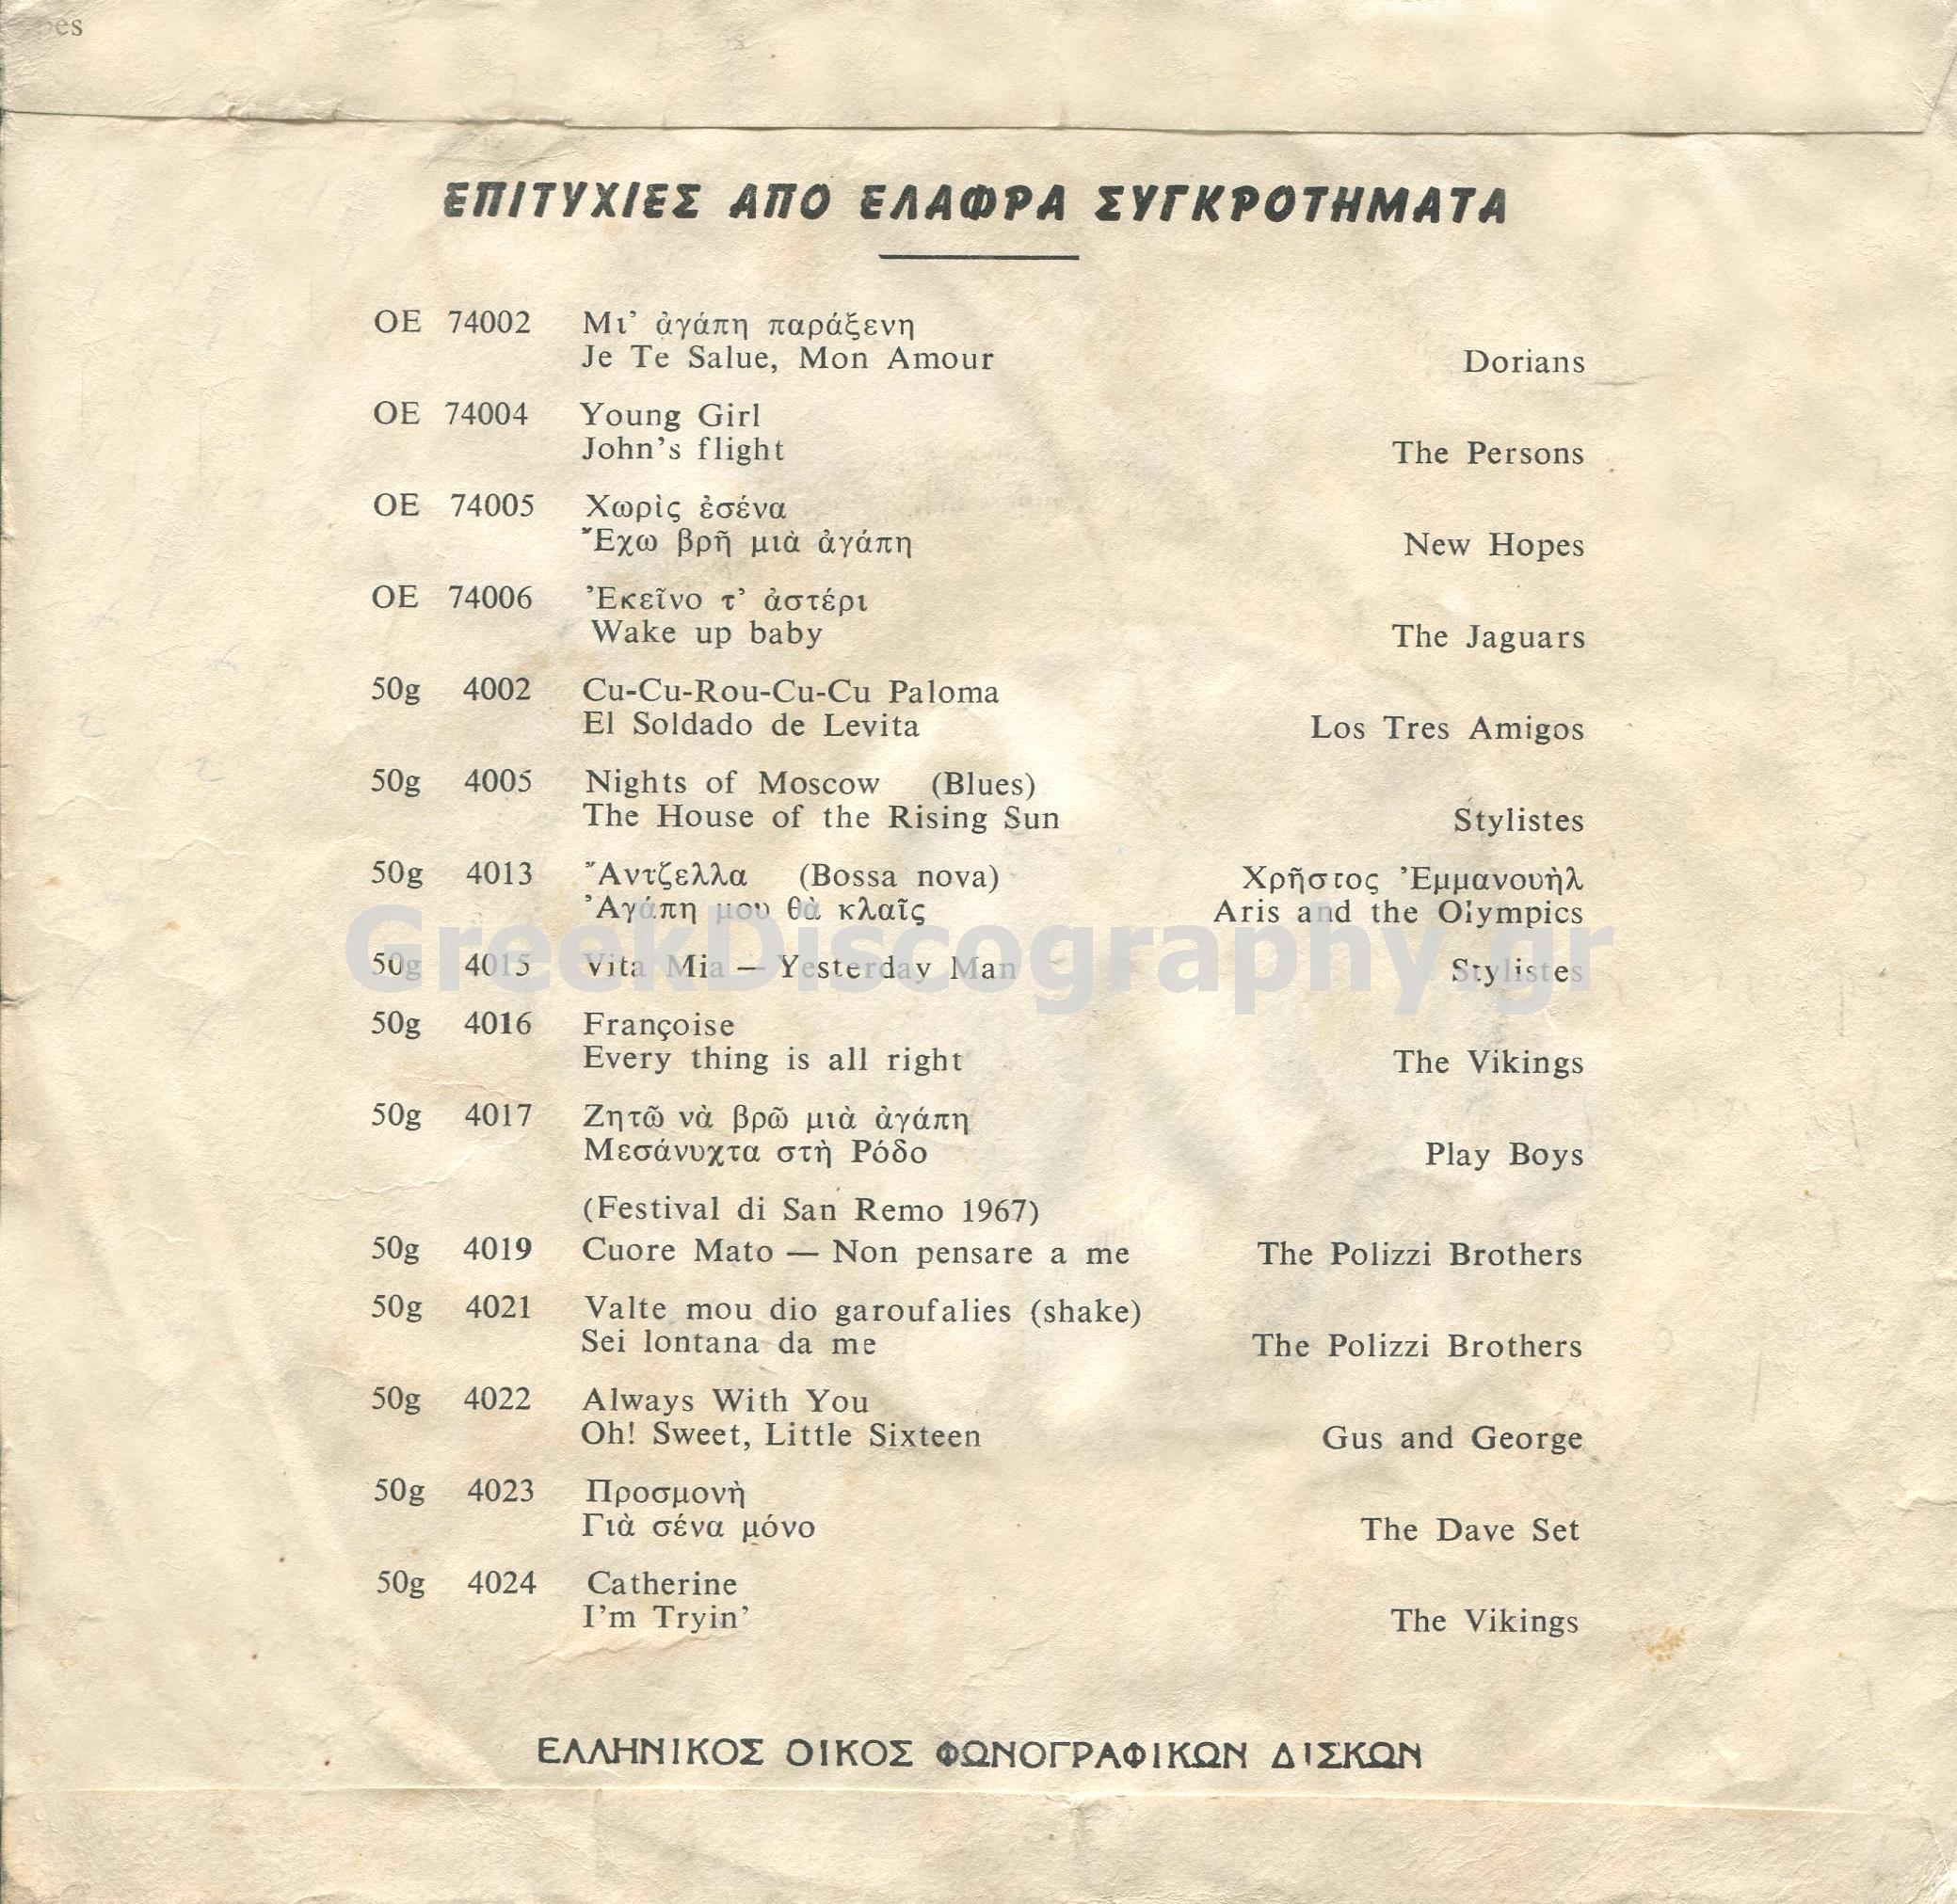 es
ΕΠΙΤΥΧΙΕΣ ΑΠΟ ΕΛΑΦΡΑ ΣΥΓΚΡΟΤΗΜΑΤΑ
OE 74002 Μι' ἀγάπη παράξενη
Je Te Salue, Mon Amour Dorians
OE 74004 Young Girl
John's flight The Persons
OE 74005 Χωρὶς ἐσένα
Ἔχω βρῆ μιὰ ἀγάπη New Hopes
OE 74006 Ἐκεῖνο τ' ἀστέρι
Wake up baby The Jaguars
50g 4002 Cu-Cu-Rou-Cu-Cu Paloma
El Soldado de Levita Los Tres Amigos
50g 4005 Nights of Moscow (Blues)
The House of the Rising Sun Stylistes
50g 4013 Ἄντζελλα (Bossa nova) Χρῆστος Ἐμμανουὴλ
Ἀγάπη μου θὰ κλαῖς Aris and the Olympics
GreekDiscography.gr
50g 4015 Vita Mia — Yesterday Man Stylistes
50g 4016 Françoise
Every thing is all right The Vikings
50g 4017 Ζητῶ νὰ βρῶ μιὰ ἀγάπη
Μεσάνυχτα στὴ Ρόδο Play Boys
(Festival di San Remo 1967)
50g 4019 Cuore Mato — Non pensare a me The Polizzi Brothers
50g 4021 Valte mou dio garoufalies (shake)
Sei lontana da me The Polizzi Brothers
50g 4022 Always With You
Oh! Sweet, Little Sixteen Gus and George
50g 4023 Προσμονὴ
Γιὰ σένα μόνο The Dave Set
50g 4024 Catherine
I'm Tryin' The Vikings
ΕΛΛΗΝΙΚΟΣ ΟΙΚΟΣ ΦΩΝΟΓΡΑΦΙΚΩΝ ΔΙΣΚΩΝ